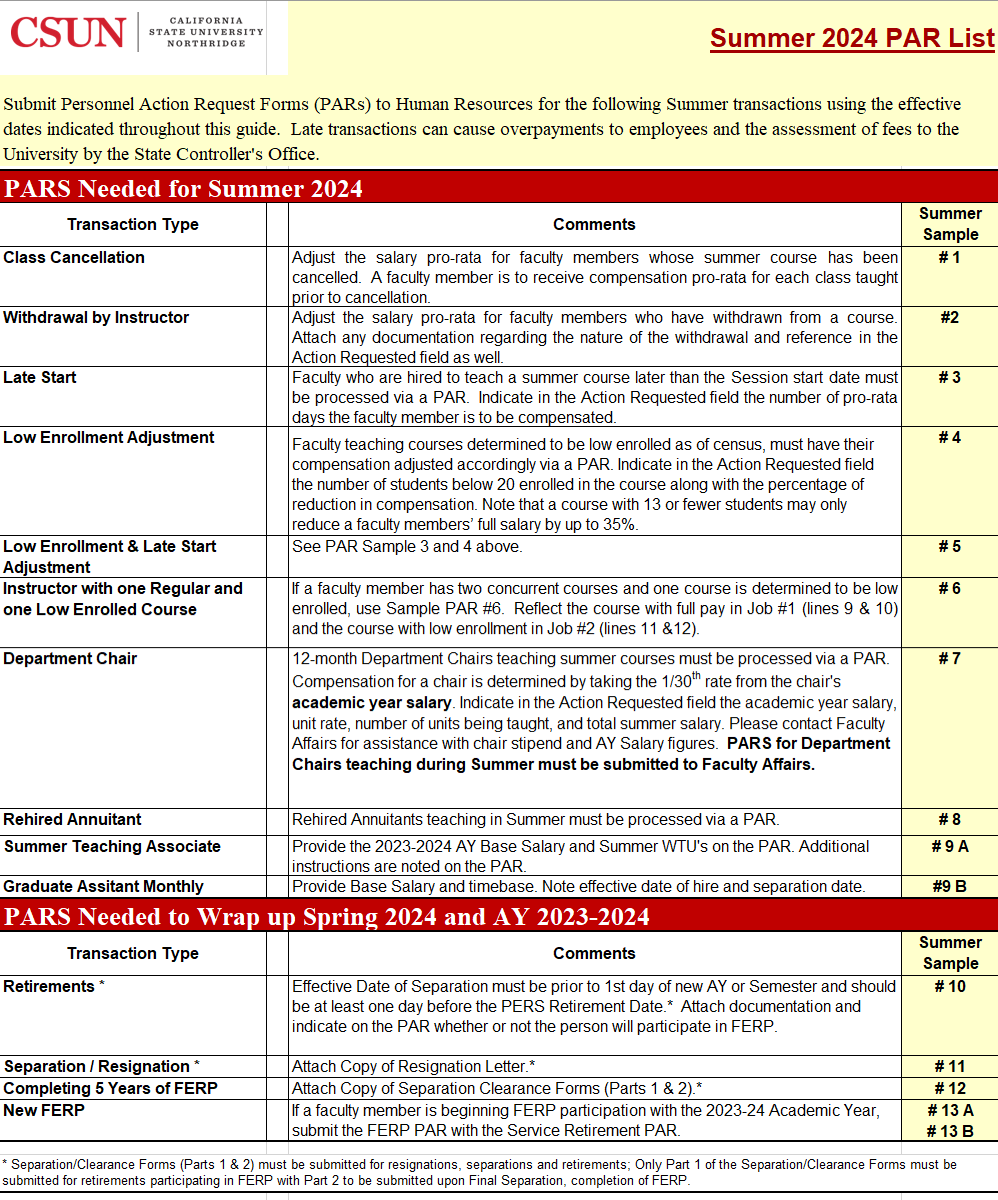 CSUN
CALIFORNIA
STATE UNIVERSITY
NORTHRIDGE
Summer 2024 PAR List
Submit Personnel Action Request Forms (PARs) to Human Resources for the following Summer transactions using the effective
dates indicated throughout this guide.  Late transactions can cause overpayments to employees and the assessment of fees to the
University by the State Controller's Office.
PARS Needed for Summer 2024
Transaction Type
Comments
Summer
Sample
Class Cancellation
Adjust the salary pro-rata for faculty members whose summer course has been
cancelled.  A faculty member is to receive compensation pro-rata for each class taught
prior to cancellation.
# 1
Withdrawal by Instructor
Adjust the salary pro-rata for faculty members who have withdrawn from a course.
Attach any documentation regarding the nature of the withdrawal and reference in the
Action Requested field as well.
#2
Late Start
Faculty who are hired to teach a summer course later than the Session start date must
be processed via a PAR.  Indicate in the Action Requested field the number of pro-rata
days the faculty member is to be compensated.
# 3
Low Enrollment Adjustment
Faculty teaching courses determined to be low enrolled as of census, must have their
compensation adjusted accordingly via a PAR. Indicate in the Action Requested field
the number of students below 20 enrolled in the course along with the percentage of
reduction in compensation. Note that a course with 13 or fewer students may only
reduce a faculty members' full salary by up to 35%.
# 4
Low Enrollment & Late Start
Adjustment
See PAR Sample 3 and 4 above.
# 5
Instructor with one Regular and
one Low Enrolled Course
If a faculty member has two concurrent courses and one course is determined to be low
enrolled, use Sample PAR #6.  Reflect the course with full pay in Job #1 (lines 9 & 10)
and the course with low enrollment in Job #2 (lines 11 &12).
# 6
Department Chair
12-month Department Chairs teaching summer courses must be processed via a PAR.
Compensation for a chair is determined by taking the 1/30th rate from the chair's
academic year salary. Indicate in the Action Requested field the academic year salary,
unit rate, number of units being taught, and total summer salary. Please contact Faculty
Affairs for assistance with chair stipend and AY Salary figures.  PARS for Department
Chairs teaching during Summer must be submitted to Faculty Affairs.
# 7
Rehired Annuitant
Rehired Annuitants teaching in Summer must be processed via a PAR.
# 8
Summer Teaching Associate
Provide the 2023-2024 AY Base Salary and Summer WTU's on the PAR. Additional
instructions are noted on the PAR.
# 9 A
Graduate Assitant Monthly
Provide Base Salary and timebase. Note effective date of hire and separation date.
#9 B
PARS Needed to Wrap up Spring 2024 and AY 2023-2024
Transaction Type
Comments
Summer
Sample
Retirements *
Effective Date of Separation must be prior to 1st day of new AY or Semester and should
be at least one day before the PERS Retirement Date.*  Attach documentation and
indicate on the PAR whether or not the person will participate in FERP.
# 10
Separation / Resignation *
Attach Copy of Resignation Letter.*
# 11
Completing 5 Years of FERP
Attach Copy of Separation Clearance Forms (Parts 1 & 2).*
# 12
New FERP
If a faculty member is beginning FERP participation with the 2023-24 Academic Year,
submit the FERP PAR with the Service Retirement PAR.
# 13 A
# 13 B
* Separation/Clearance Forms (Parts 1 & 2) must be submitted for resignations, separations and retirements; Only Part 1 of the Separation/Clearance Forms must be
submitted for retirements participating in FERP with Part 2 to be submitted upon Final Separation, completion of FERP.